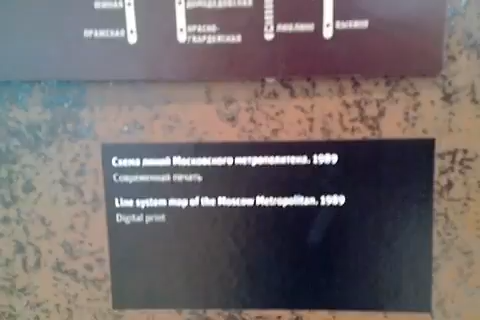 ЮЖНАЯ
ДОМОДЕДОВСКАЯ
ПРАЖСКАЯ
КРАСНО-
ГВАРДЕЙСКАЯ
ЛЮБЛИНО
ВЫХИНО
Схема линий Московского метрополитена. 1989
Современная печать
Line system map of the Moscow Metropolitan. 1989
Digital print